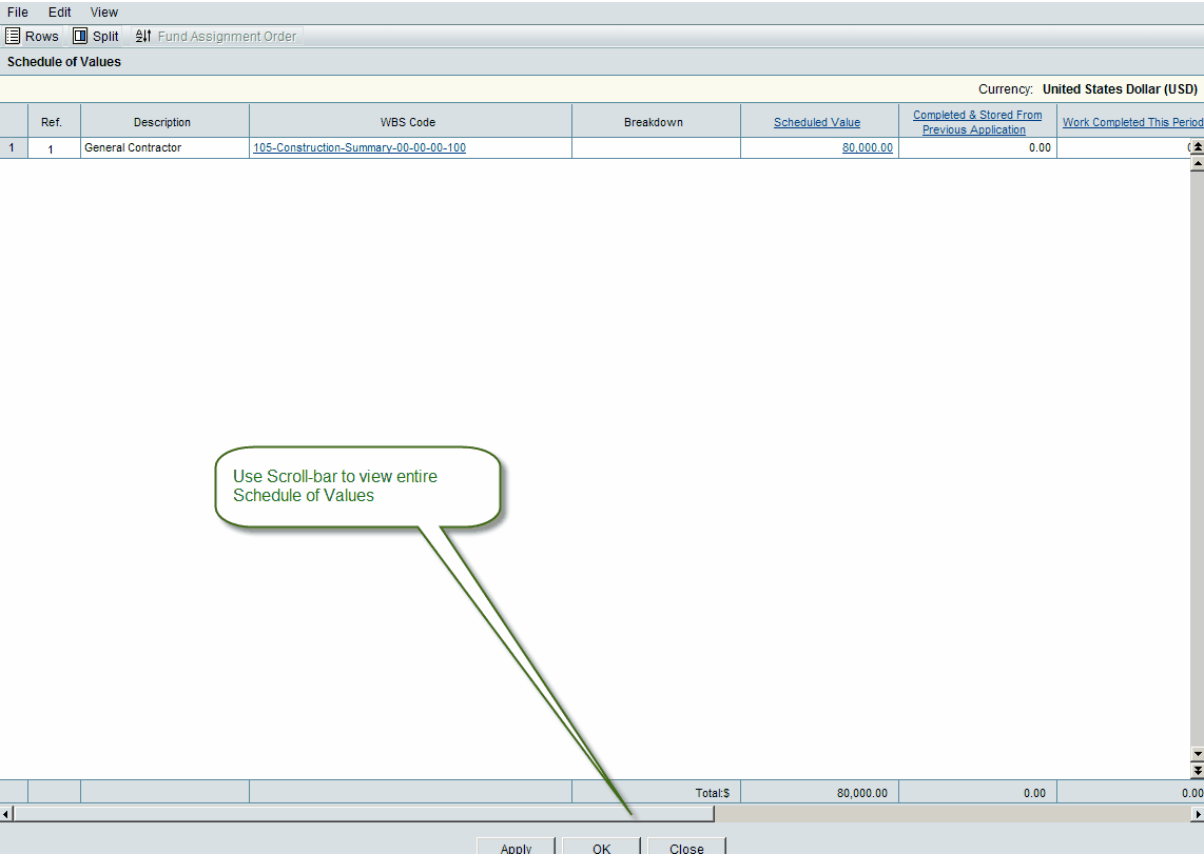 File Edit View
Rows Split Fund Assignment Order
Schedule of Values
Currency: United States Dollar (USD)
Ref. Description WBS Code Breakdown Scheduled Value Completed & Stored From Previous Application Work Completed This Period
1 1 General Contractor 105-Construction-Summary-00-00-00-100 80,000.00 0.00
Use Scroll-bar to view entire
Schedule of Values
Total:$ 80,000.00 0.00 0.00
Apply OK Close